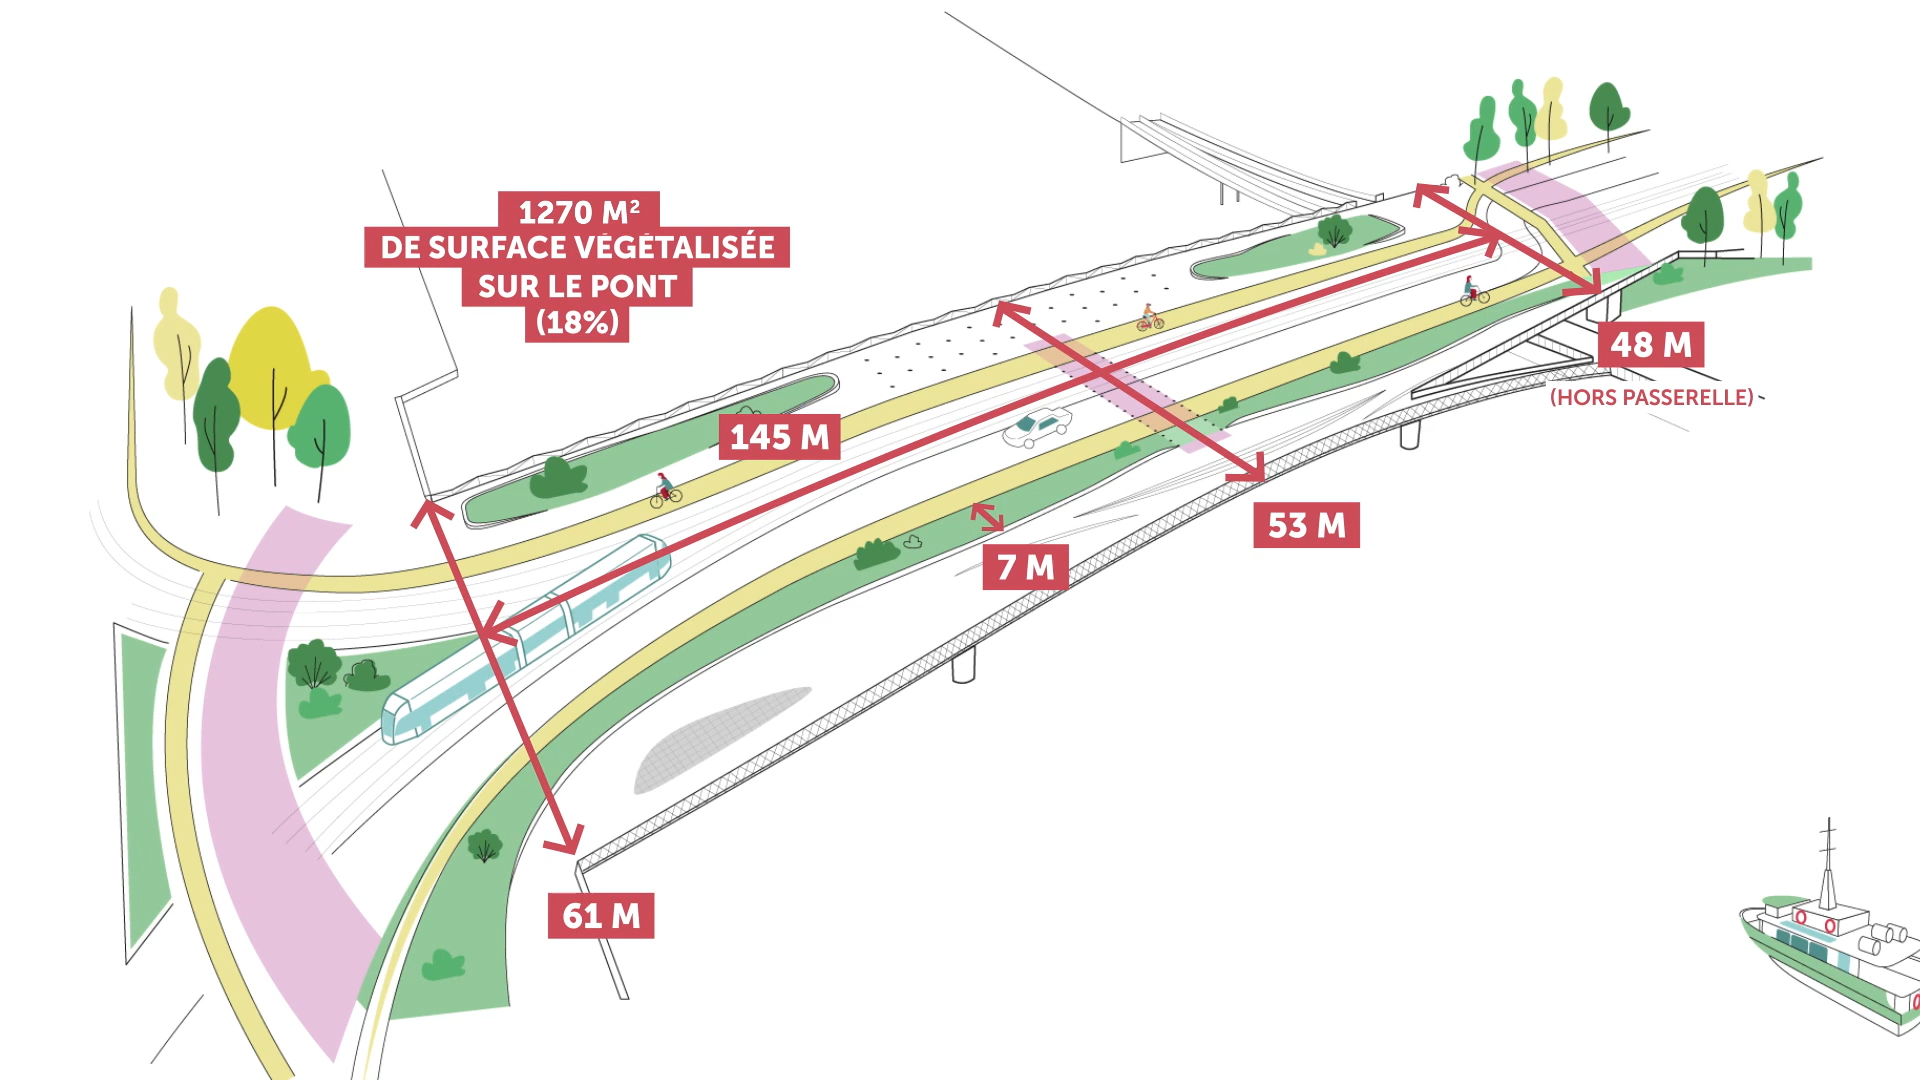 1270 M²
DE SURFACE VÉGÉTALISÉE
SUR LE PONT
(18%)
48 M
(HORS PASSERELLE)
145 M
53 M
7 M
61 M